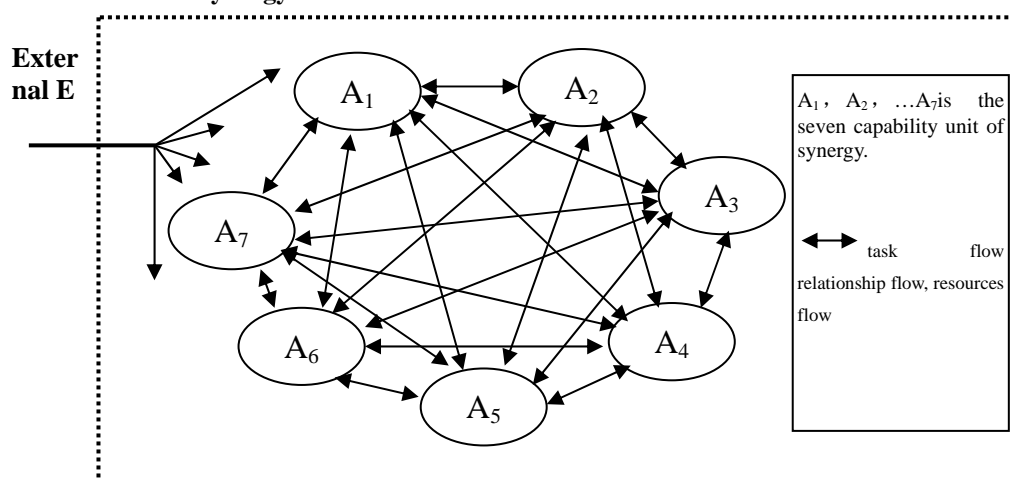 Exter
nal E
A₁
A₂
A₃
A₇
A₆
A₄
A₅
A₁， A₂， …A₇is the
seven capability unit of
synergy.
task flow
relationship flow, resources
flow